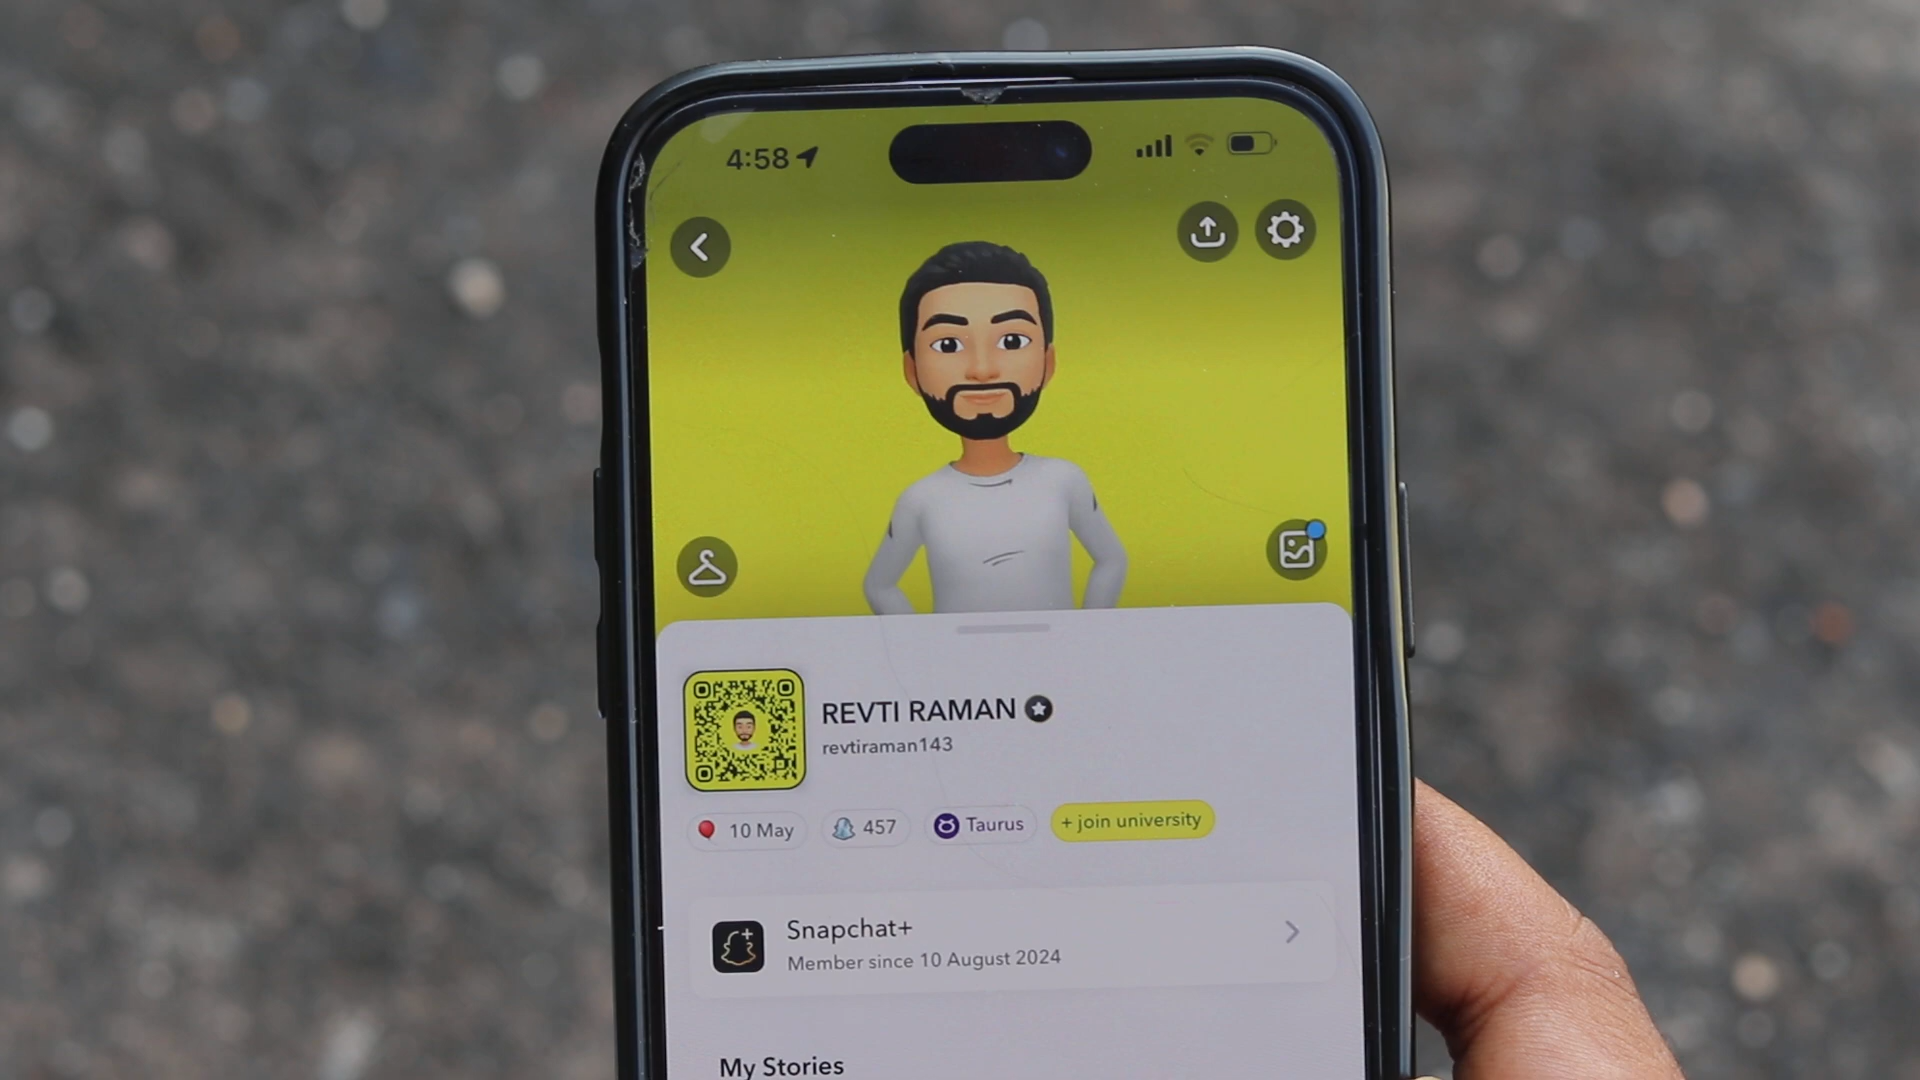 4:58
REVTI RAMAN
revtiraman143
10 May
457
Taurus
+ join university
Snapchat+
Member since 10 August 2024
My Stories